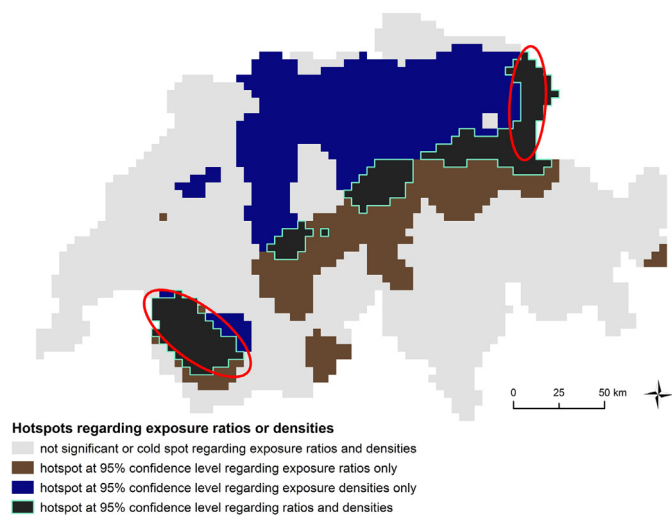 0 25 50 km
Hotspots regarding exposure ratios or densities
not significant or cold spot regarding exposure ratios and densities
hotspot at 95% confidence level regarding exposure ratios only
hotspot at 95% confidence level regarding exposure densities only
hotspot at 95% confidence level regarding ratios and densities